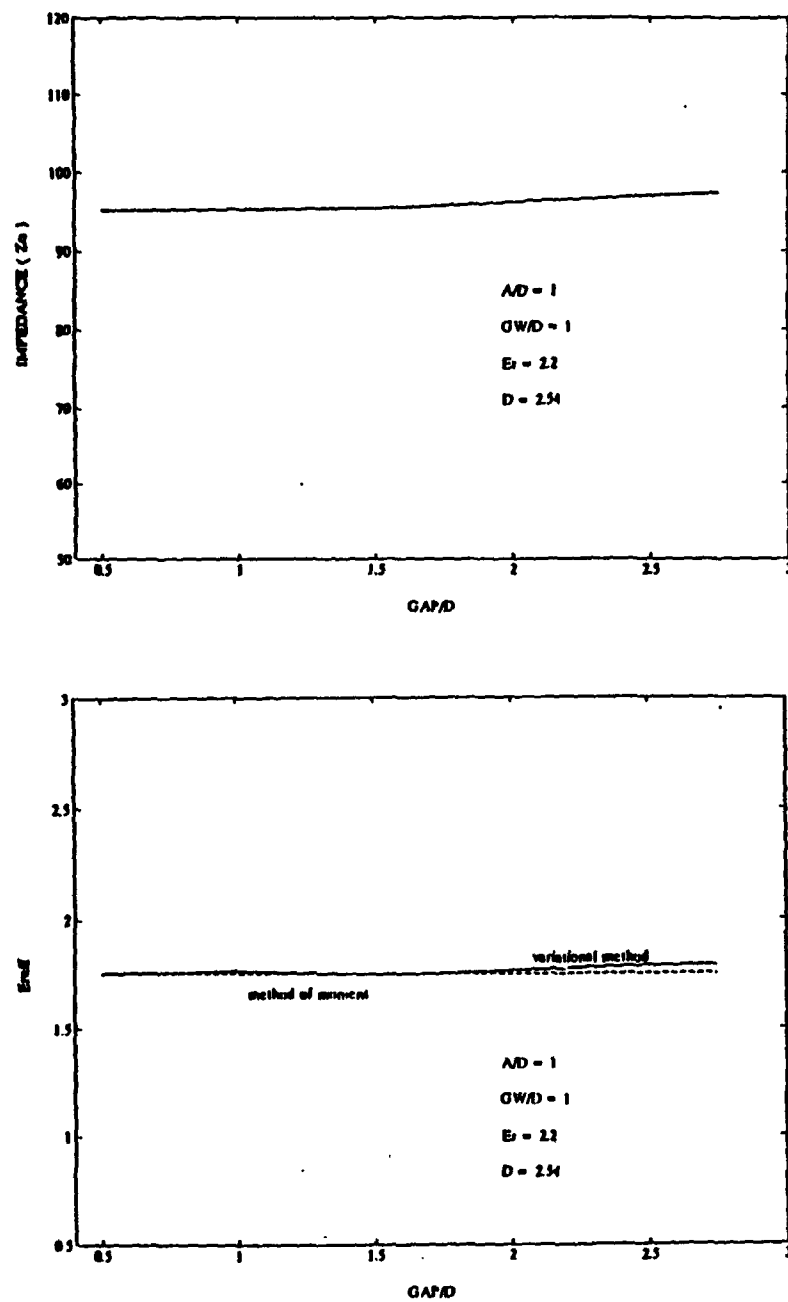 120
110
100
90
80
70
60
50
IMPEDANCE ( Zo )
A/D = 1
GW/D = 1
Er = 2.2
D = 2.54
0.5
1
1.5
2
2.5
3
GAP/D
3
2.5
2
1.5
1
0.5
Ereff
variational method
method of moment
A/D = 1
GW/D = 1
Er = 2.2
D = 2.54
0.5
1
1.5
2
2.5
3
GAP/D